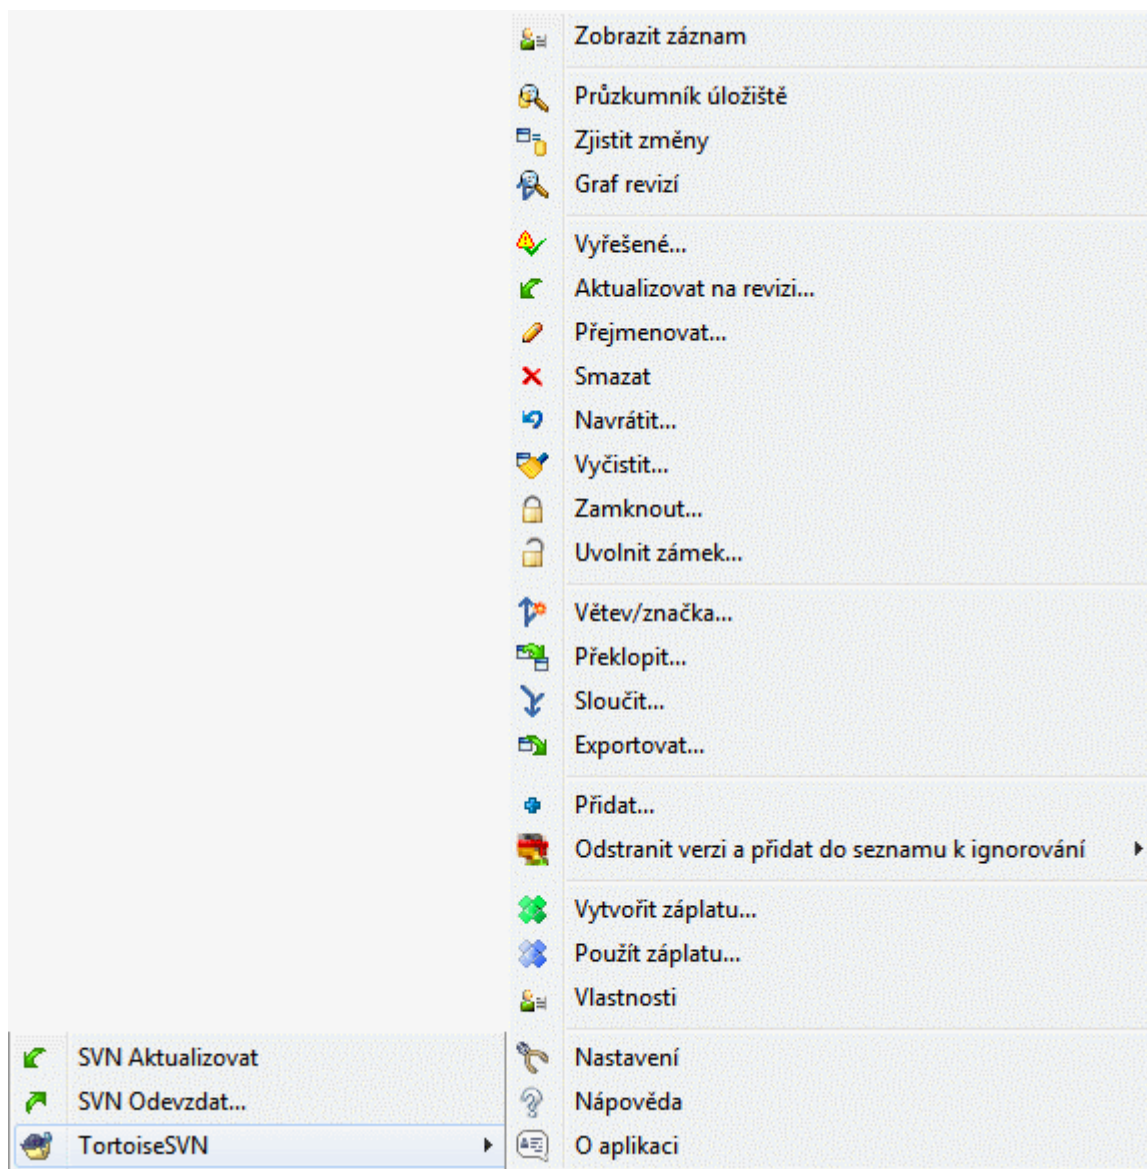 Zobrazit záznam
Průzkumník úložiště
Zjistit změny
Graf revizí
Vyřešené...
Aktualizovat na revizi...
Přejmenovat...
Smazat
Navrátit...
Vyčistit...
Zamknout...
Uvolnit zámek...
Větev/značka...
Překlopit...
Sloučit...
Exportovat...
Přidat...
Odstranit verzi a přidat do seznamu k ignorování
Vytvořit záplatu...
Použít záplatu...
Vlastnosti
SVN Aktualizovat
SVN Odevzdat...
TortoiseSVN
Nastavení
Nápověda
O aplikaci